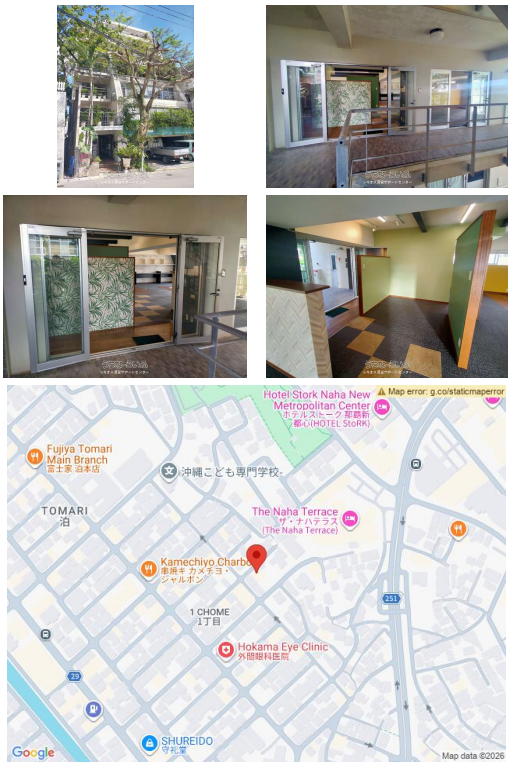 Map error: g.co/staticmaperror
Hotel Stork Naha New
Metropolitan Center
ホテルストーク 那覇新
都心(HOTEL StoRK)
Fujiya Tomari
Main Branch
富士家 泊本店
沖縄こども専門学校-
TOMARI
泊
The Naha Terrace
ザ・ナハテラス
(The Naha Terrace)
Kamechiyo Charbo
串焼キ カメチヨ・
ジャルボン
251
1 CHOME
1丁目
Hokama Eye Clinic
外間眼科医院
29
SHUREIDO
守礼堂
Google
Map data ©2026